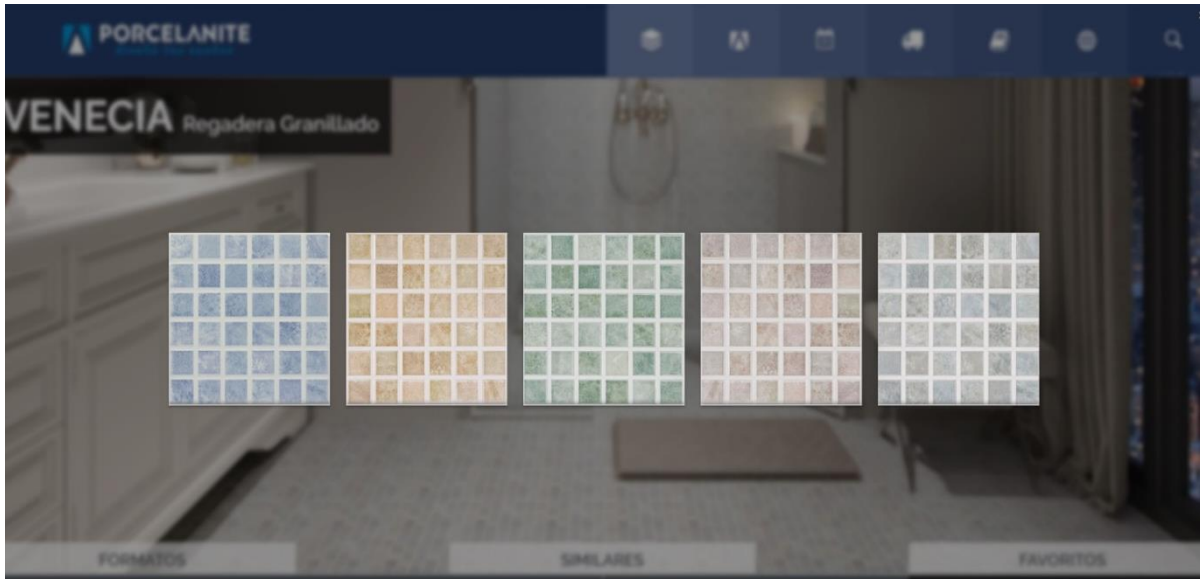 PORCELANITE
VENECIA Regadera Granillado
FORMATOS
SIMILARES
FAVORITOS